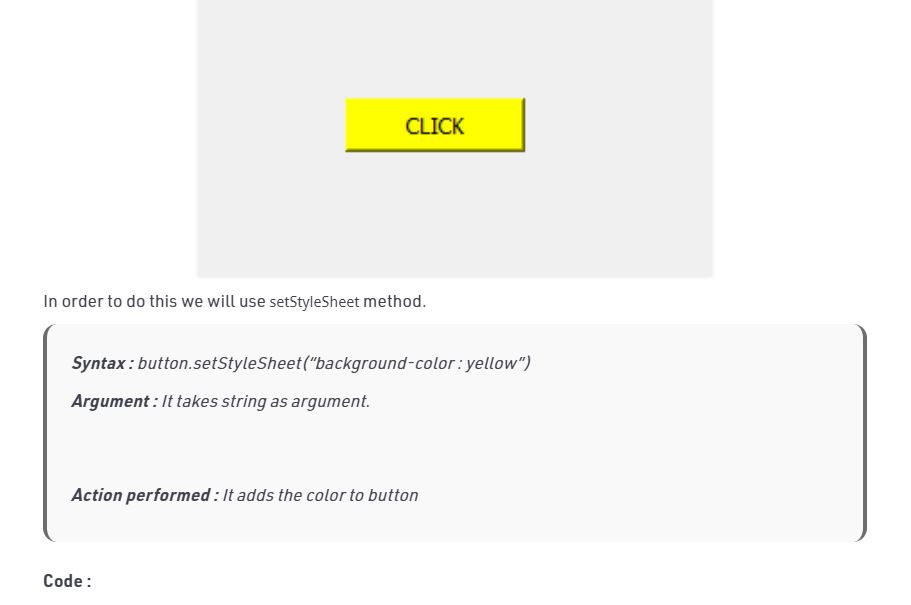 CLICK
In order to do this we will use setStyleSheet method.
Syntax : button.setStyleSheet(“background-color : yellow”)
Argument : It takes string as argument.
Action performed : It adds the color to button
Code :